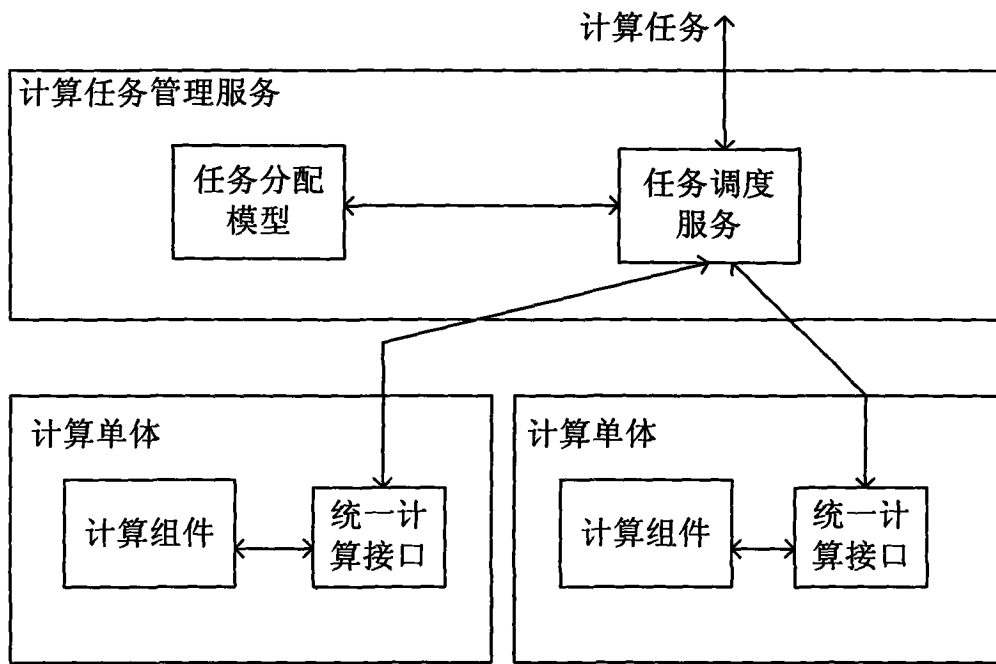 计算任务
计算任务管理服务
任务分配
模型
任务调度
服务
计算单体
计算组件
统一计
算接口
计算单体
计算组件
统一计
算接口